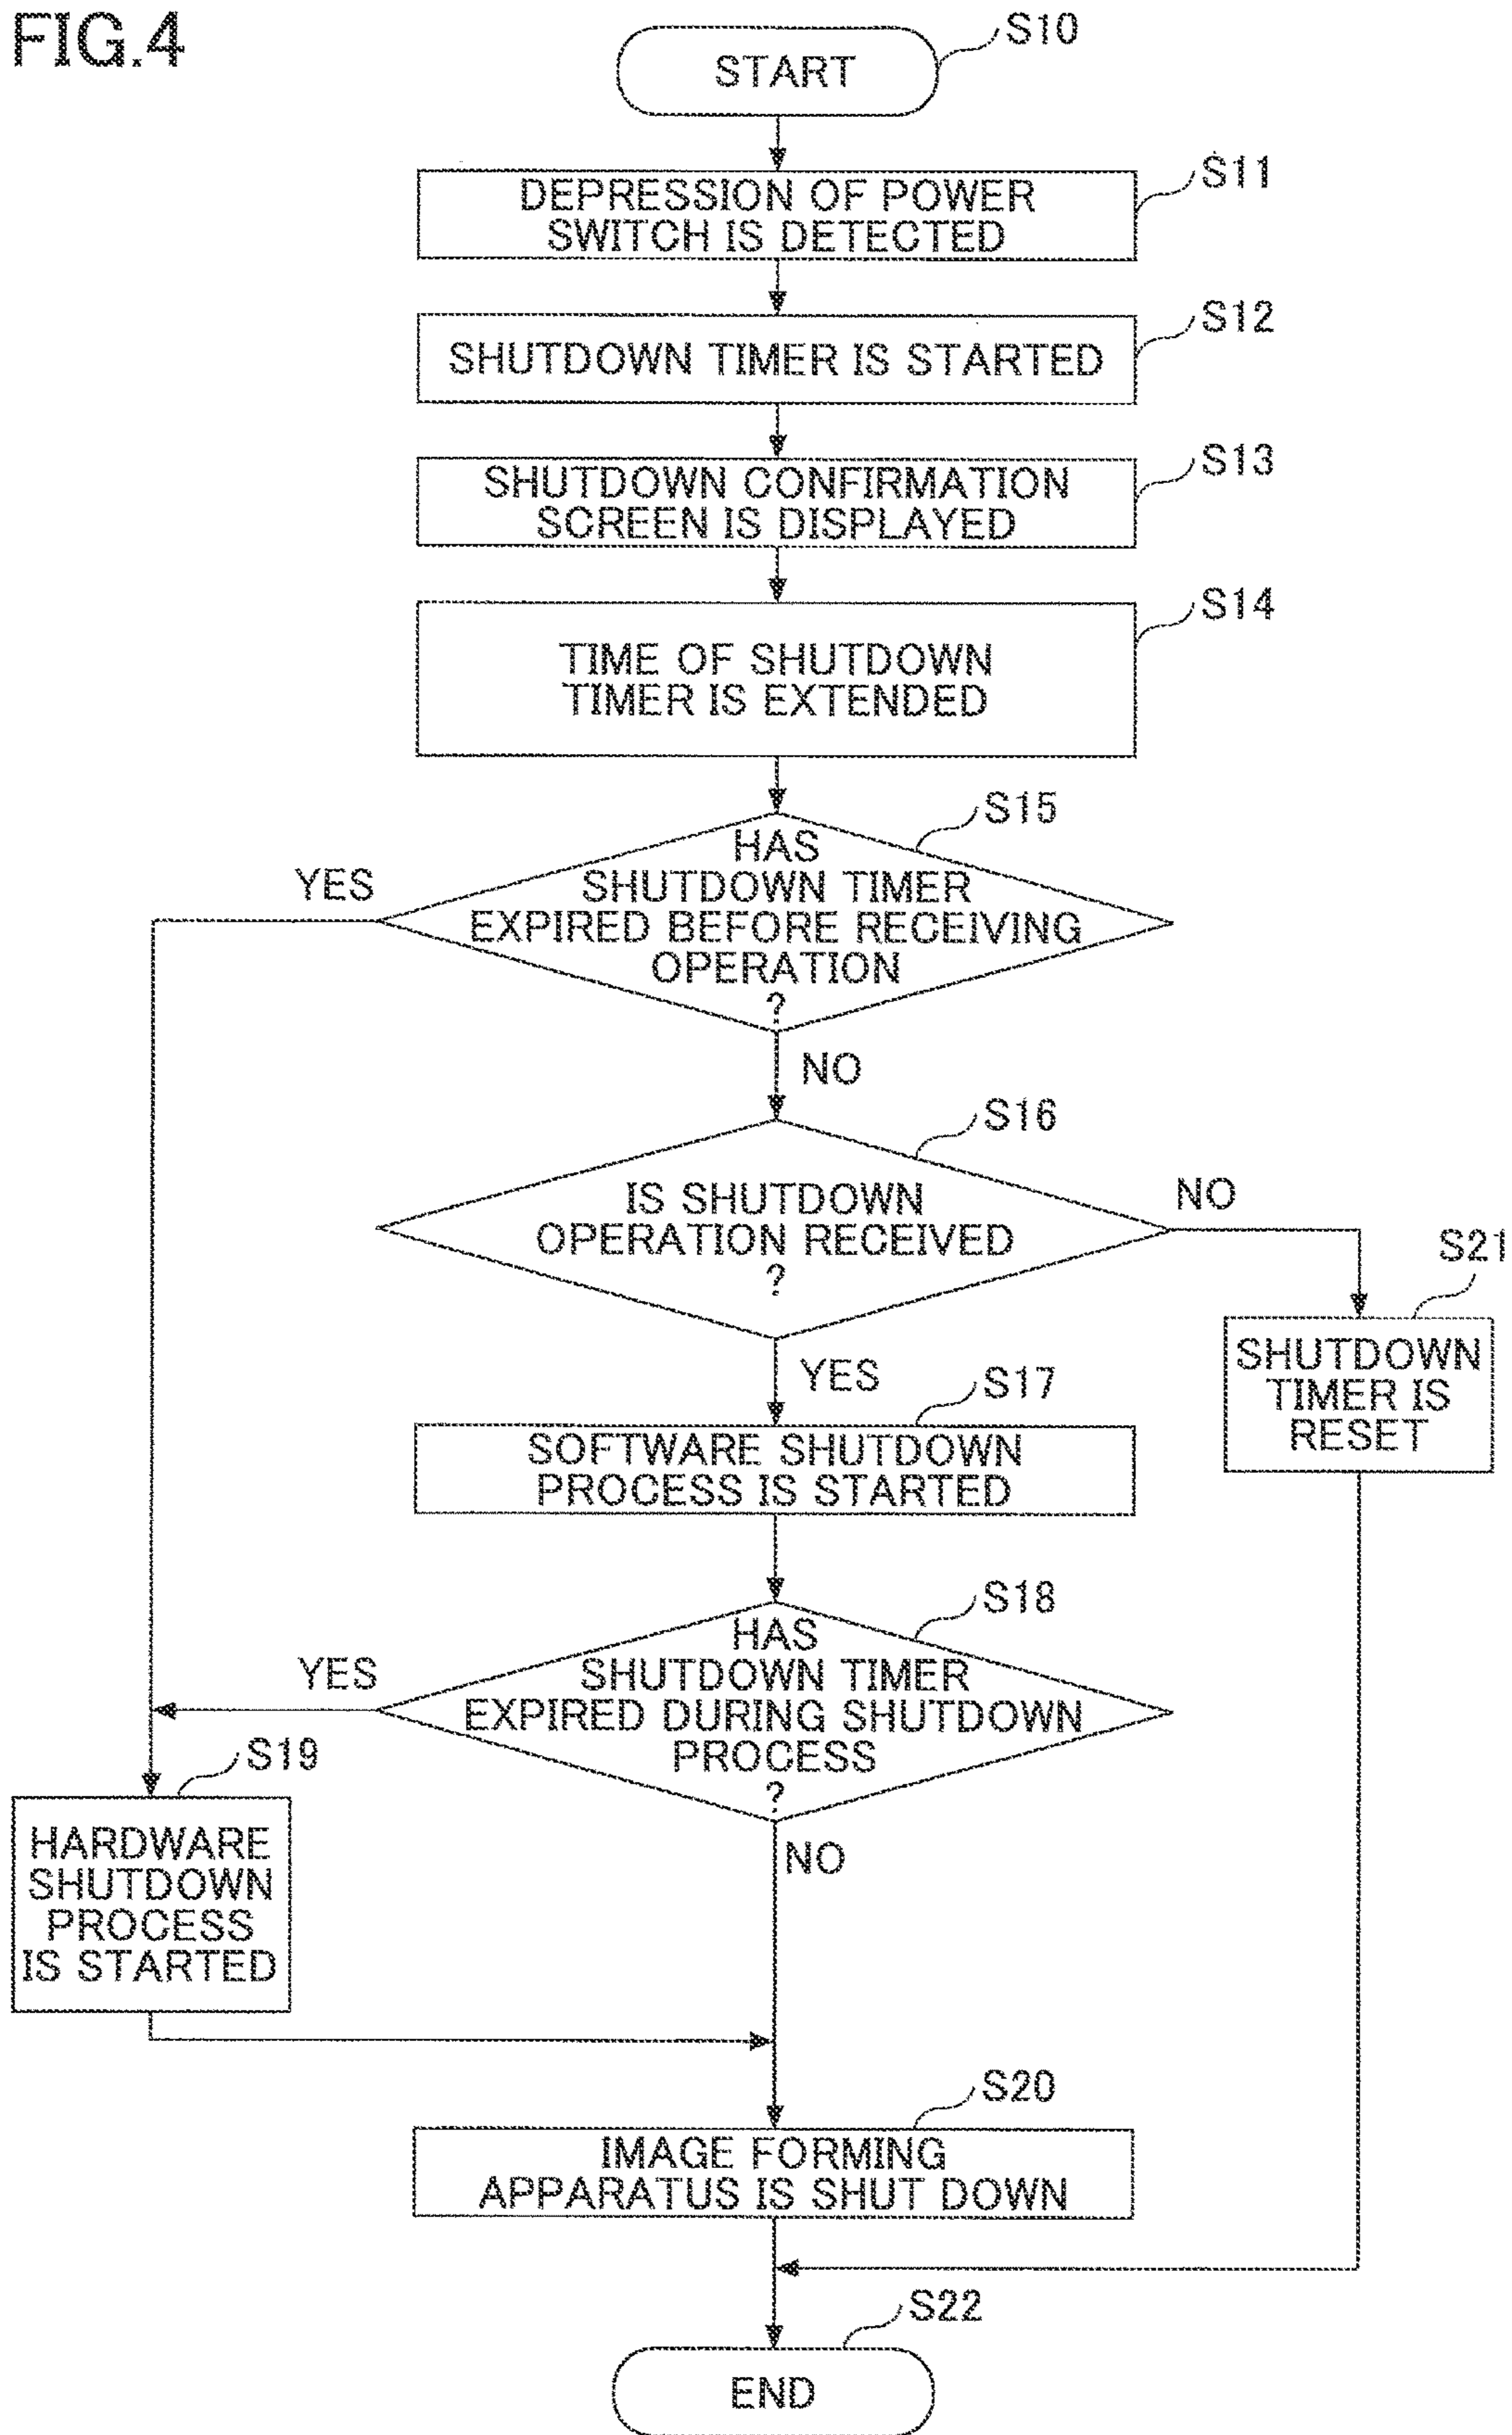 FIG.4
START
S10
DEPRESSION OF POWER
SWITCH IS DETECTED
S11
SHUTDOWN TIMER IS STARTED
S12
SHUTDOWN CONFIRMATION
SCREEN IS DISPLAYED
S13
TIME OF SHUTDOWN
TIMER IS EXTENDED
S14
HAS
SHUTDOWN TIMER
EXPIRED BEFORE RECEIVING
OPERATION
?
S15
YES
NO
IS SHUTDOWN
OPERATION RECEIVED
?
S16
NO
YES
SHUTDOWN
TIMER IS
RESET
S21
SOFTWARE SHUTDOWN
PROCESS IS STARTED
S17
HAS
SHUTDOWN TIMER
EXPIRED DURING SHUTDOWN
PROCESS
?
S18
YES
NO
HARDWARE
SHUTDOWN
PROCESS
IS STARTED
S19
IMAGE FORMING
APPARATUS IS SHUT DOWN
S20
END
S22